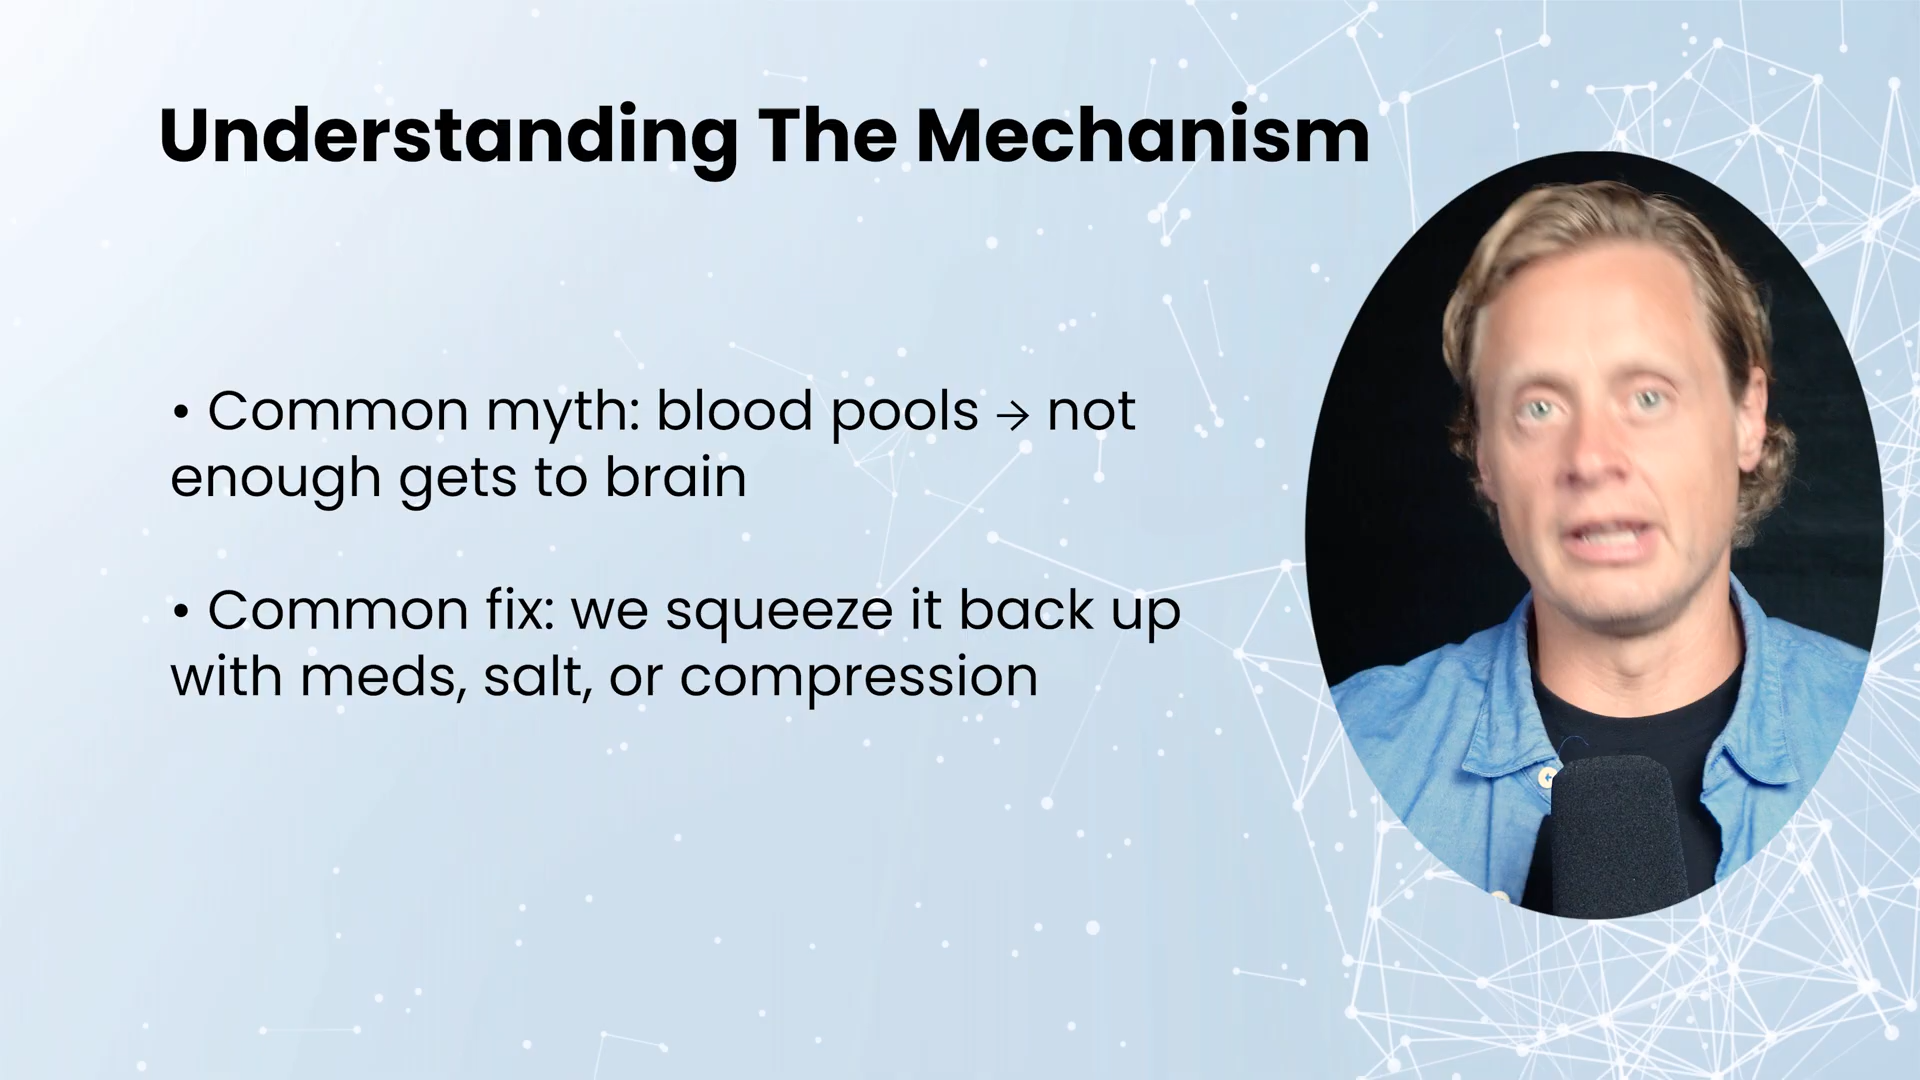 Understanding The Mechanism
• Common myth: blood pools → not
enough gets to brain
• Common fix: we squeeze it back up
with meds, salt, or compression